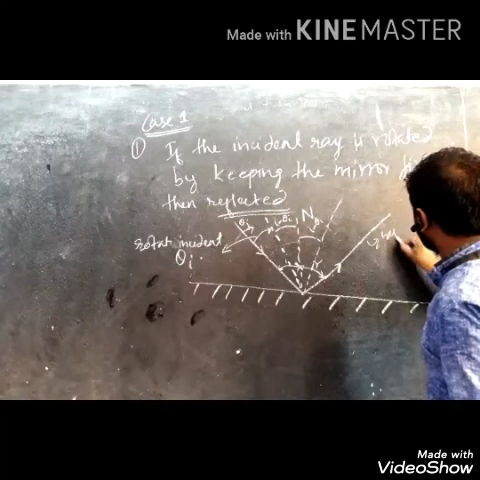 Made with KINEMASTER
Case 1
① If the incident ray is rotated
by keeping the mirror
then reflected
N
θi θi
rotat incident
θi.
Made with
VideoShow